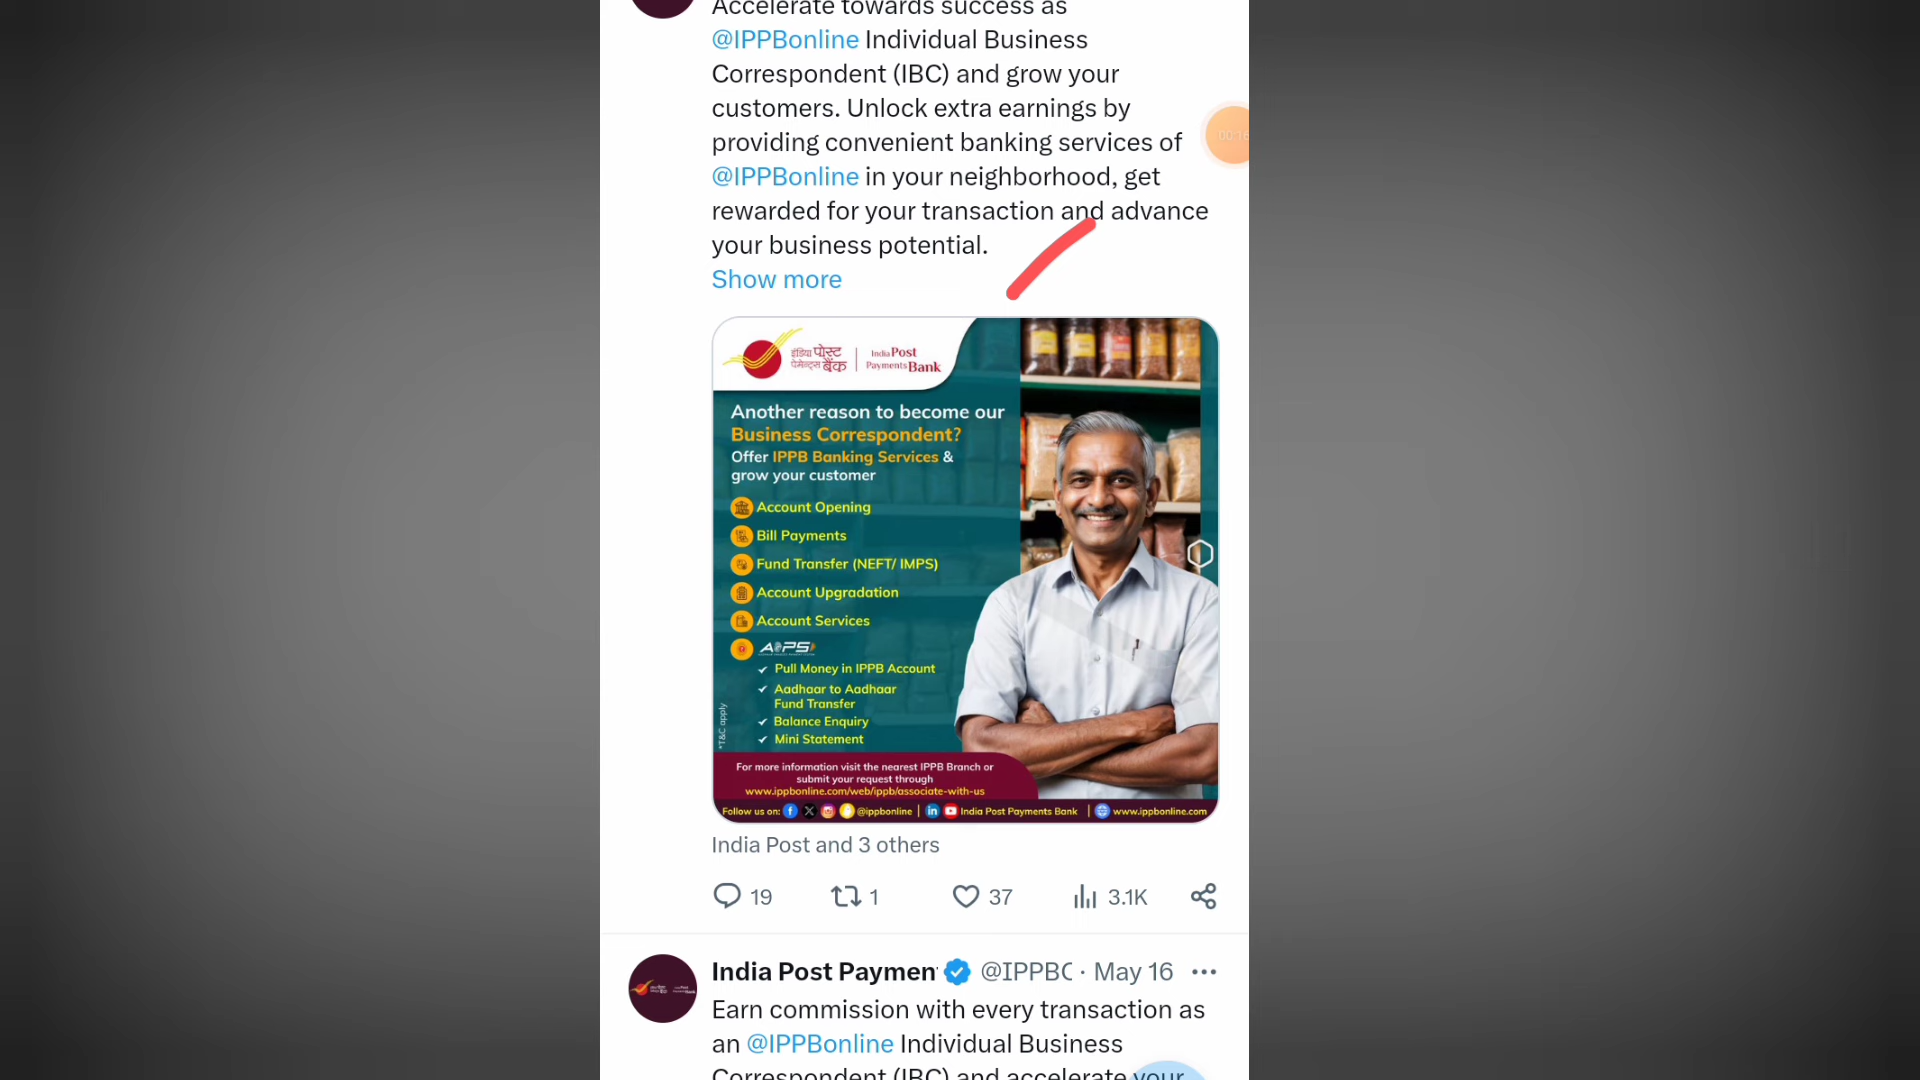 Accelerate towards success as
@IPPBonline Individual Business
Correspondent (IBC) and grow your
customers. Unlock extra earnings by
providing convenient banking services of
@IPPBonline in your neighborhood, get
rewarded for your transaction and advance
your business potential.
Show more
00:16
इंडिया पोस्ट
पेमेन्ट्स बैंक
India Post
Payments Bank
Another reason to become our
Business Correspondent?
Offer IPPB Banking Services &
grow your customer
Account Opening
Bill Payments
Fund Transfer (NEFT/ IMPS)
Account Upgradation
Account Services
AePS
Pull Money in IPPB Account
Aadhaar to Aadhaar
Fund Transfer
Balance Enquiry
Mini Statement
*T&C apply
For more information visit the nearest IPPB Branch or
submit your request through
www.ippbonline.com/web/ippb/associate-with-us
Follow us on: @ippbonline | India Post Payments Bank | www.ippbonline.com
India Post and 3 others
19 1 37 3.1K
India Post Paymen @IPPBC · May 16
Earn commission with every transaction as
an @IPPBonline Individual Business
Correspondent (IBC) and accelerate your